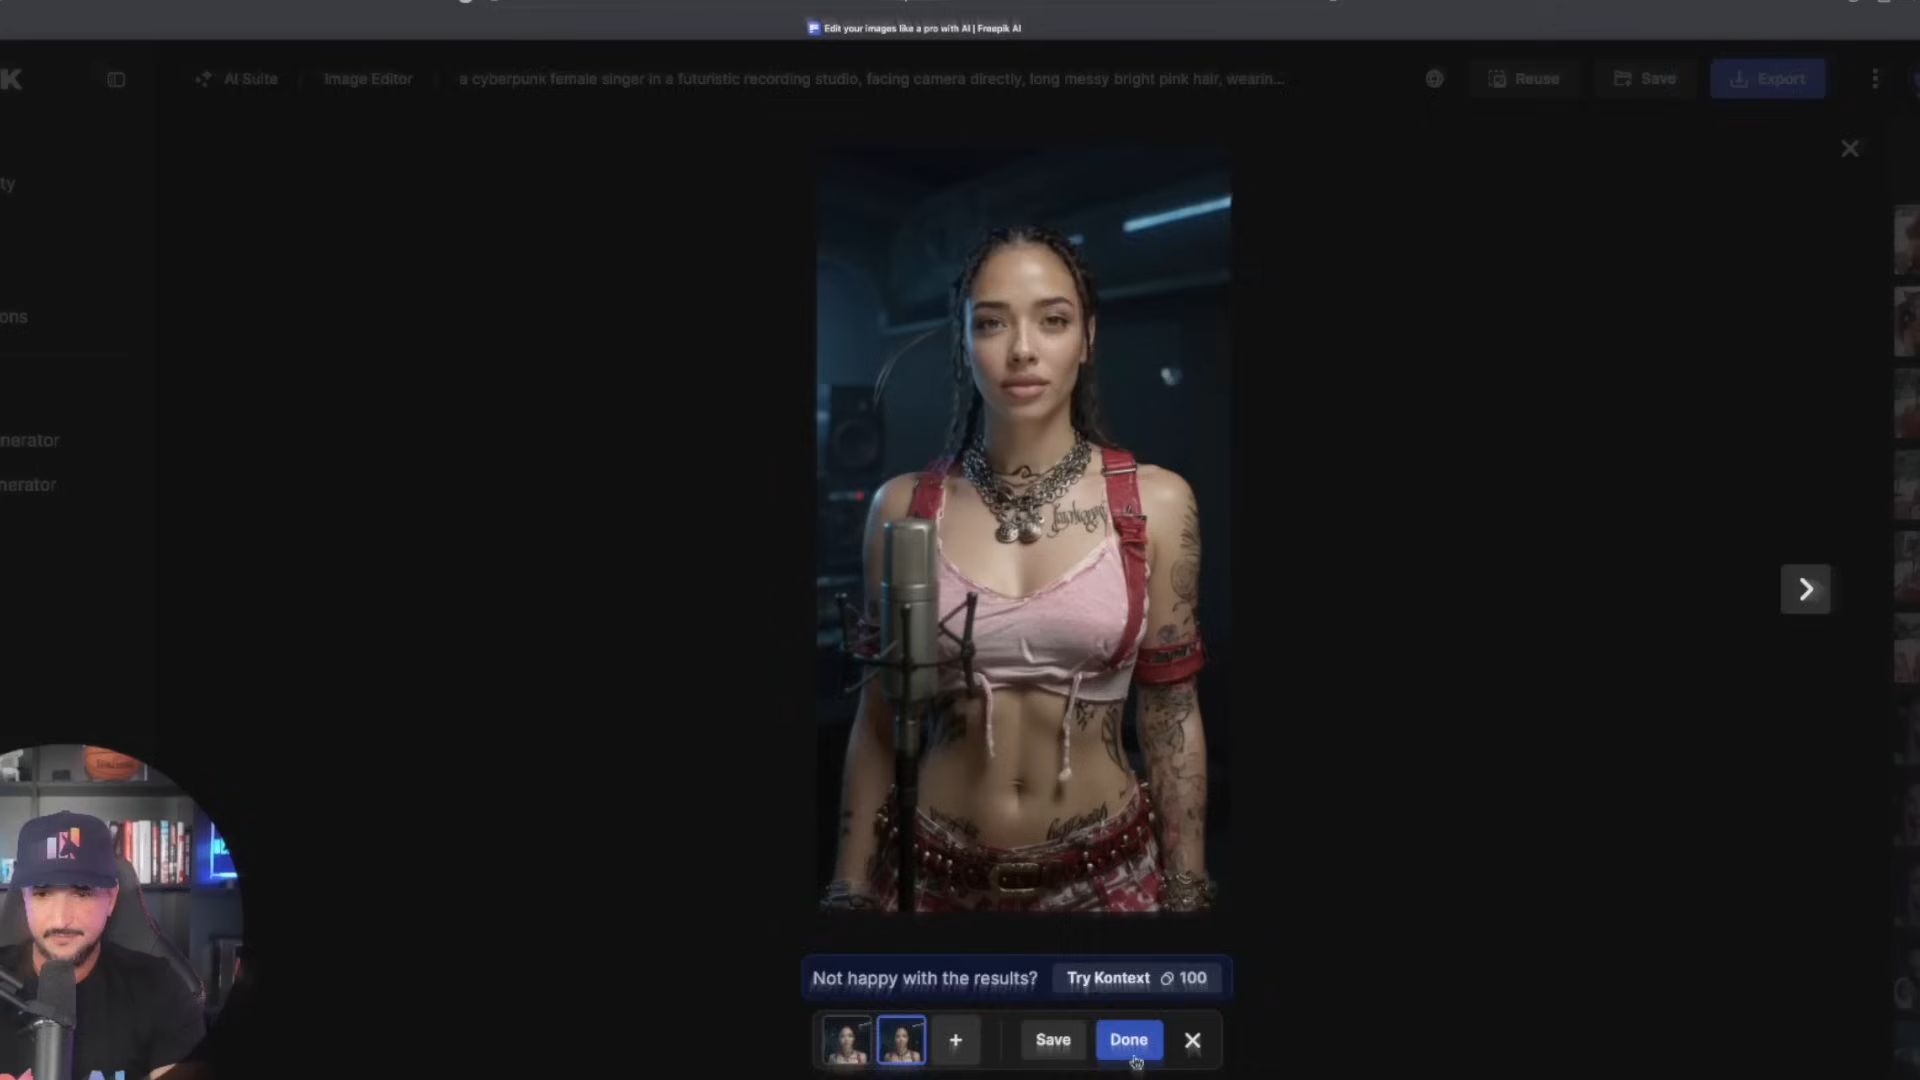 Edit your images like a pro with AI | Freepik AI
K
AI Suite
Image Editor
a cyberpunk female singer in a futuristic recording studio, facing camera directly, long messy bright pink hair, wearin...
Reuse
Save
Export
ty
ons
nerator
nerator
Not happy with the results?
Try Kontext
100
Save
Done
AI